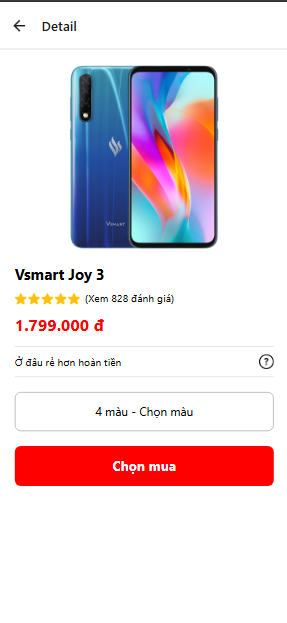 Detail
VSMART
Vsmart Joy 3
(Xem 828 đánh giá)
1.799.000 đ
Ở đâu rẻ hơn hoàn tiền
?
4 màu - Chọn màu
Chọn mua